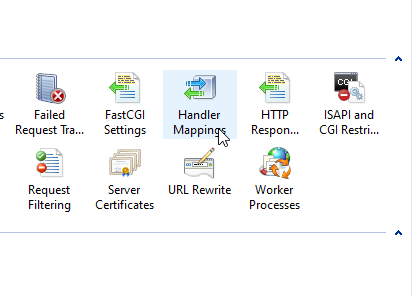 s
Failed
Request Tra...
FastCGI
Settings
Handler
Mappings
HTTP
Respon...
ISAPI and
CGI Restri...
CGI
Request
Filtering
Server
Certificates
URL Rewrite
Worker
Processes